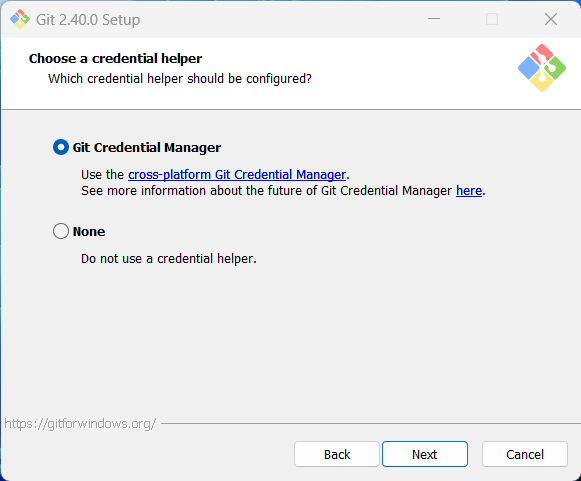 Git 2.40.0 Setup
Choose a credential helper
Which credential helper should be configured?
Git Credential Manager
Use the cross-platform Git Credential Manager.
See more information about the future of Git Credential Manager here.
None
Do not use a credential helper.
https://gitforwindows.org/
Back Next Cancel